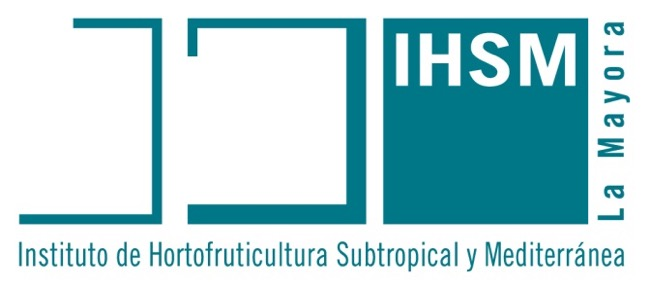 IHSM
La Mayora
Instituto de Hortofruticultura Subtropical y Mediterránea